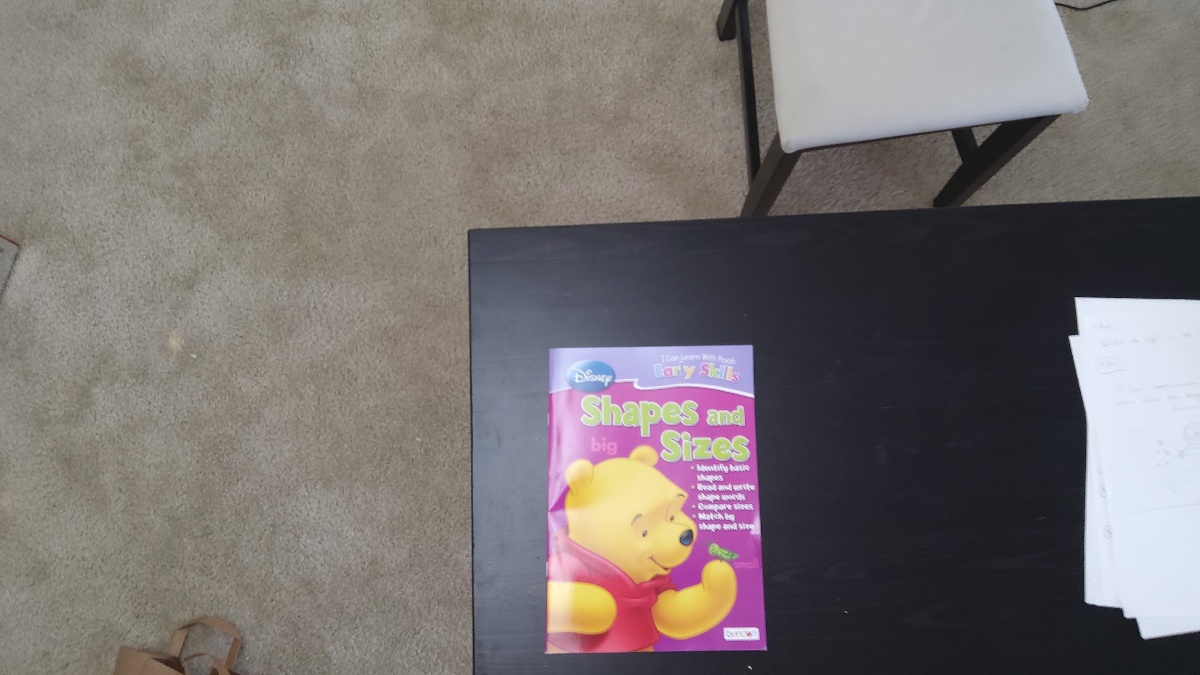 I Can Learn With Pooh
Disney
Early Skills
Shapes and
Sizes
big
• Identify basic
shapes
• Read and write
shape words
• Compare sizes
• Match by
shape and size
small
bendon